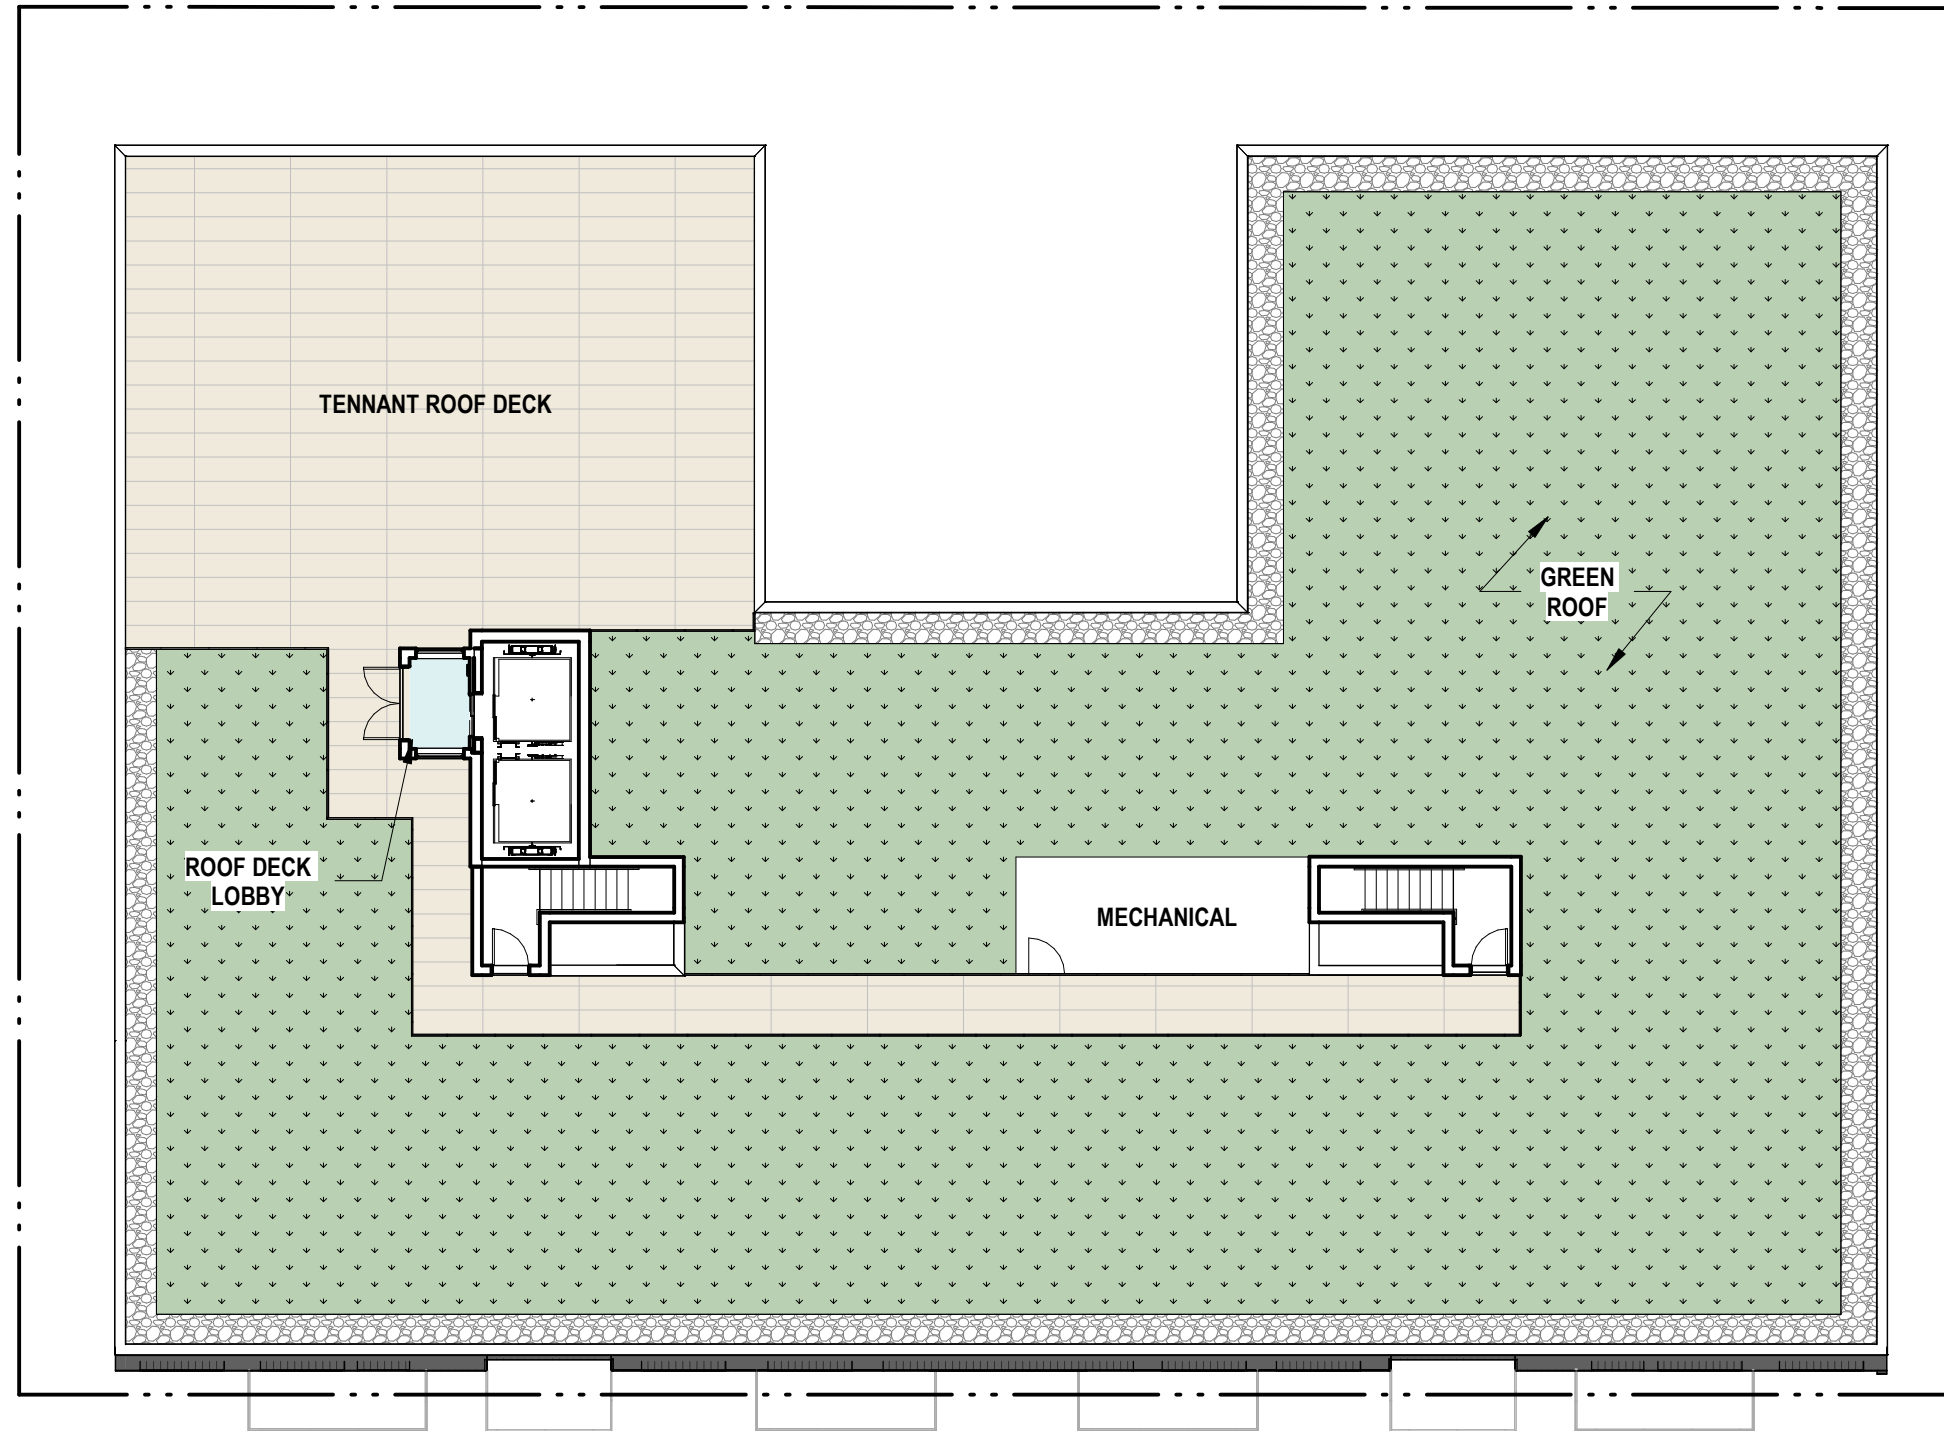 TENNANT ROOF DECK
GREEN
ROOF
ROOF DECK
LOBBY
MECHANICAL